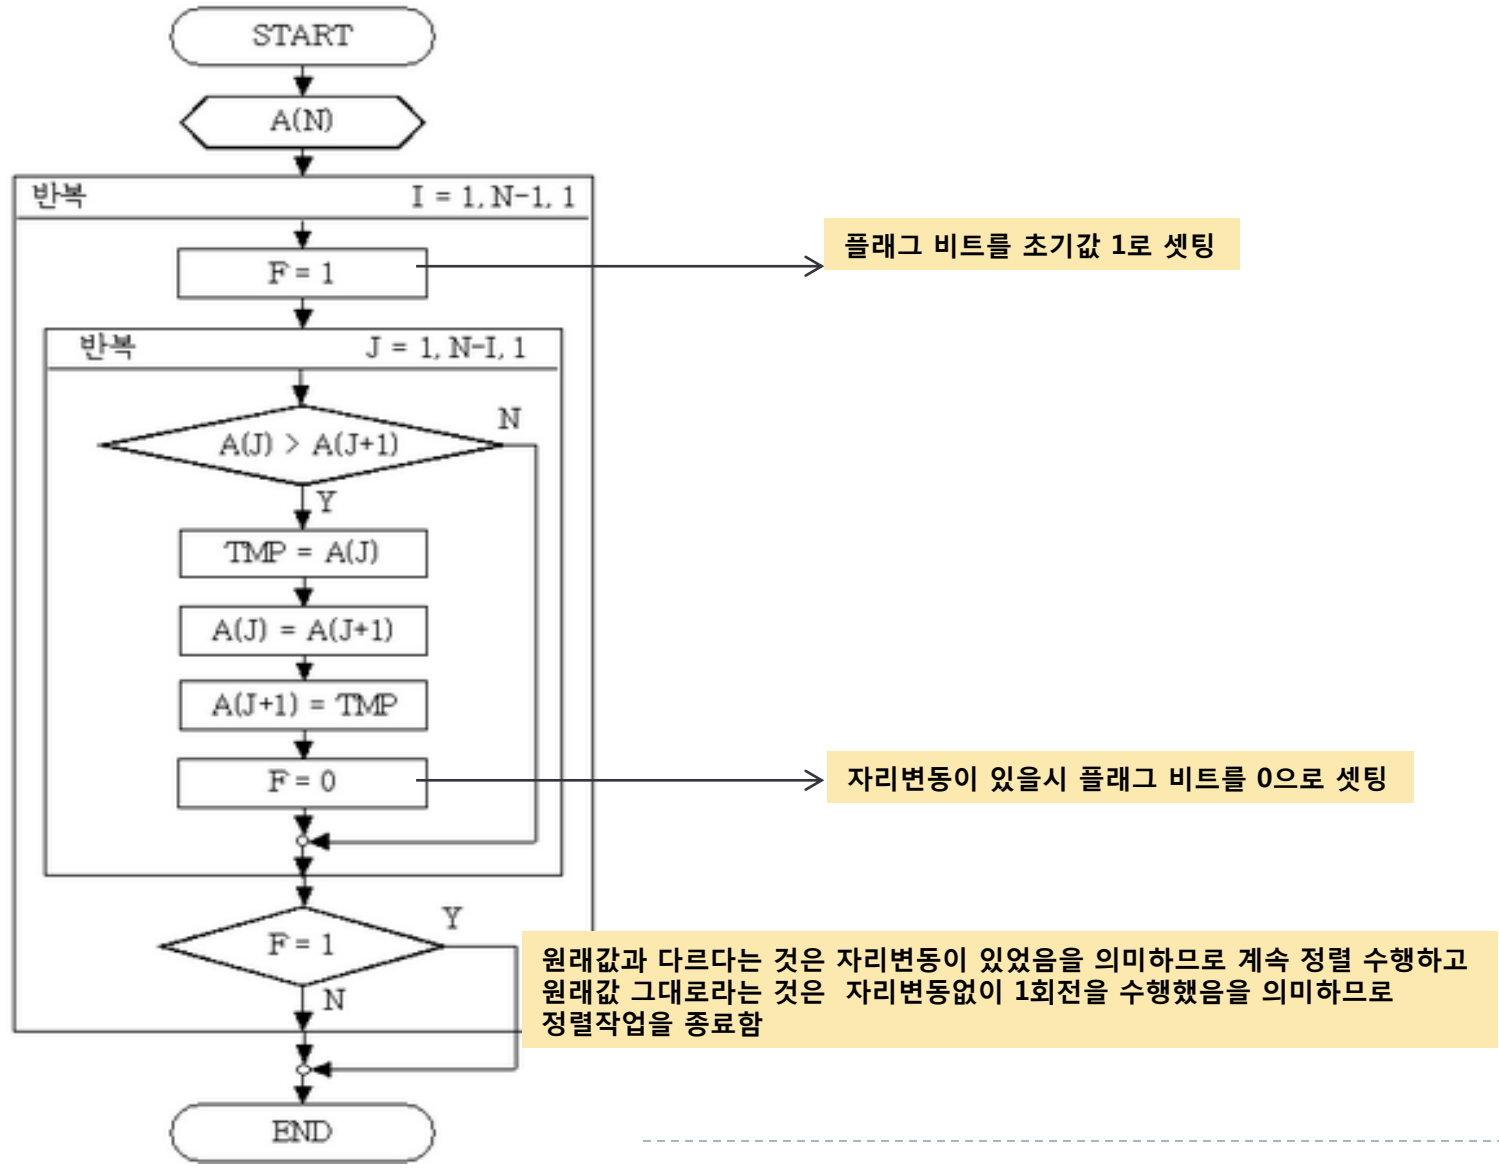 START
A(N)
반복 I = 1, N-1, 1
F = 1
플래그 비트를 초기값 1로 셋팅
반복 J = 1, N-I, 1
A(J) > A(J+1)
N
Y
TMP = A(J)
A(J) = A(J+1)
A(J+1) = TMP
F = 0
자리변동이 있을시 플래그 비트를 0으로 셋팅
F = 1
Y
N
원래값과 다르다는 것은 자리변동이 있었음을 의미하므로 계속 정렬 수행하고
원래값 그대로라는 것은 자리변동없이 1회전을 수행했음을 의미하므로
정렬작업을 종료함
END